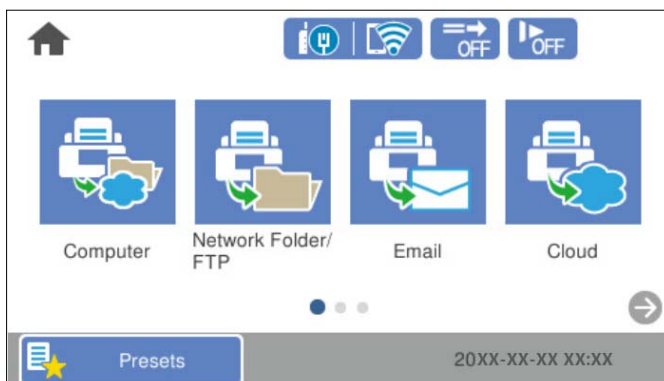 OFF
OFF
Computer
Network Folder/
FTP
Email
Cloud
Presets
20XX-XX-XX XX:XX